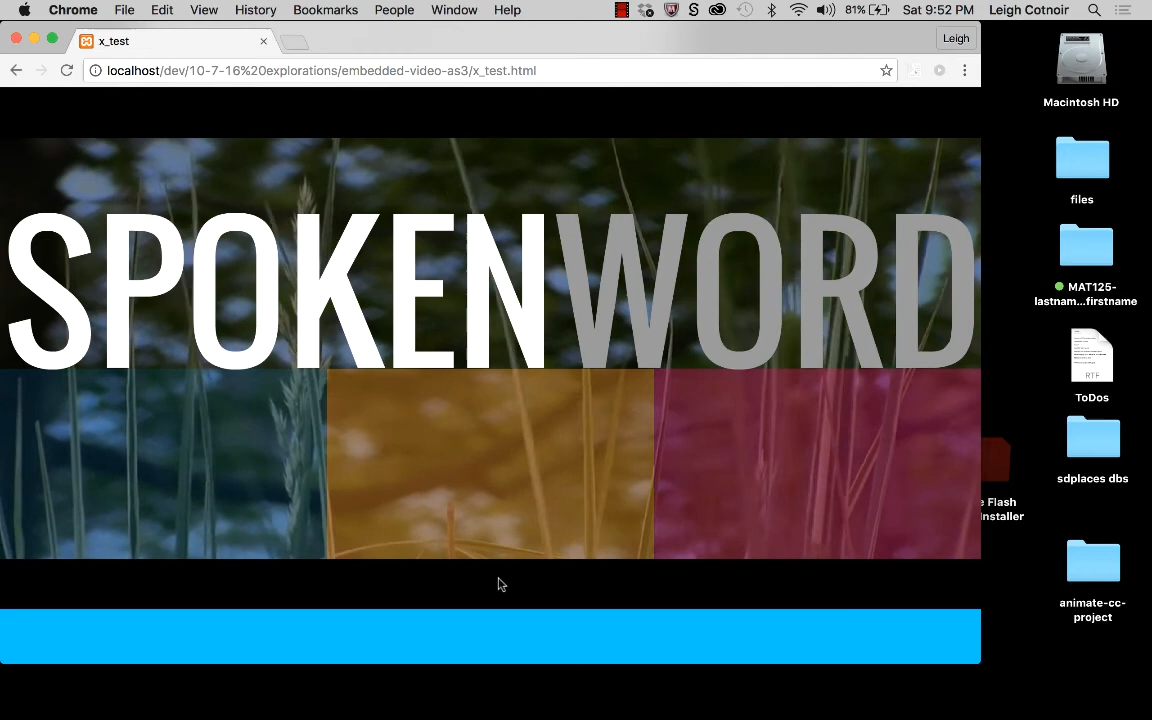 Chrome File Edit View History Bookmarks People Window Help 81% Sat 9:52 PM Leigh Cotnoir
x_test Leigh
localhost/dev/10-7-16%20explorations/embedded-video-as3/x_test.html
SPOKENWORD
Macintosh HD
files
MAT125-
lastnam...firstname
RTF
ToDos
sdplaces dbs
e Flash
nstaller
animate-cc-
project